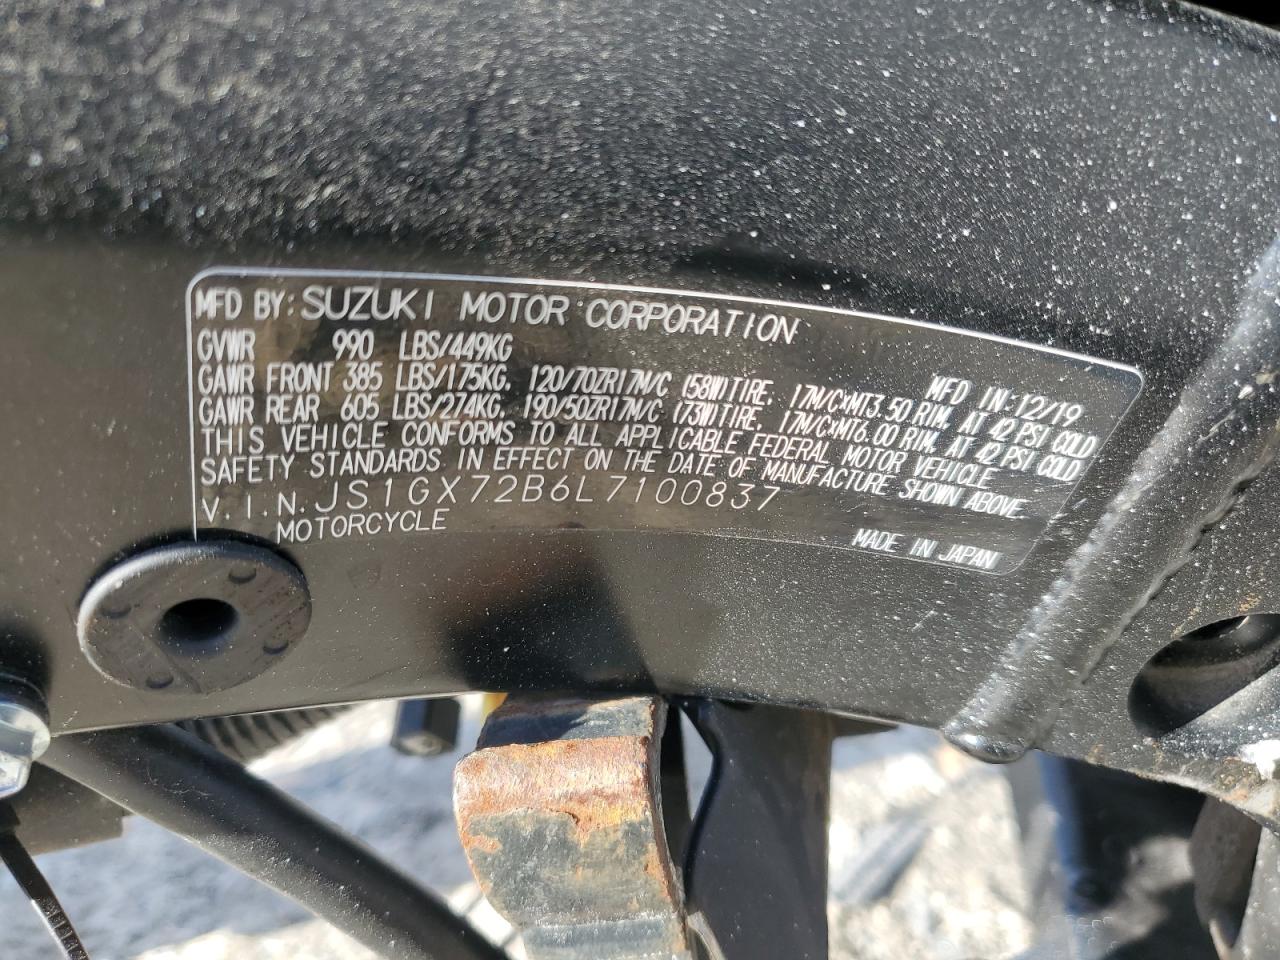 MFD BY: SUZUKI MOTOR CORPORATION
GVWR 990 LBS/449KG MFD IN: 12/19
GAWR FRONT 385 LBS/175KG. 120/70ZR17M/C (58W)TIRE, 17M/C×MT3.50 RIM, AT 42 PSI COLD
GAWR REAR 605 LBS/274KG. 190/50ZR17M/C (73W)TIRE, 17M/C×MT6.00 RIM, AT 42 PSI COLD
THIS VEHICLE CONFORMS TO ALL APPLICABLE FEDERAL MOTOR VEHICLE
SAFETY STANDARDS IN EFFECT ON THE DATE OF MANUFACTURE SHOWN ABOVE.
V.I.N. JS1GX72B6L7100837
MOTORCYCLE MADE IN JAPAN